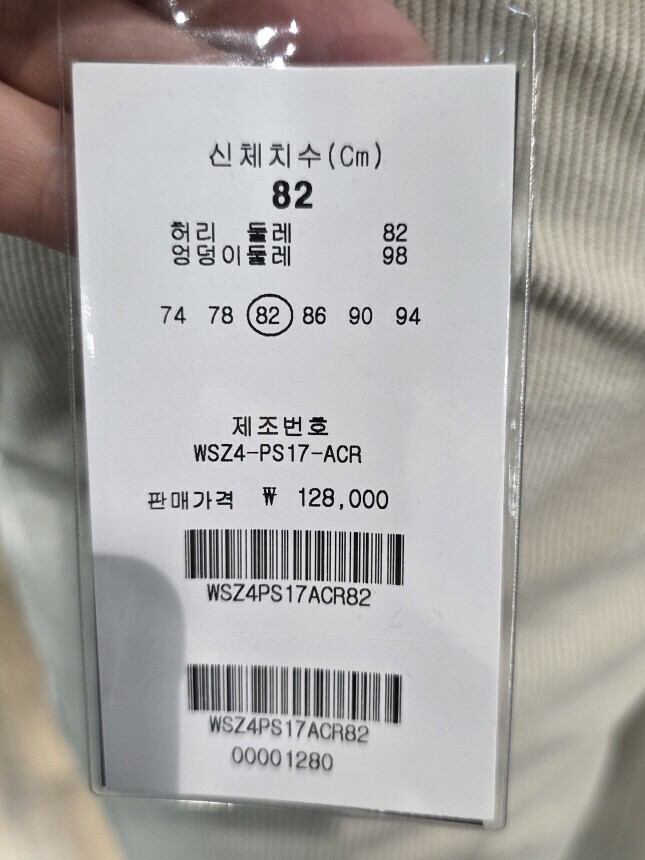 신체치수(Cm)
82
허리 둘레 82
엉덩이둘레 98
74 78 82 86 90 94
제조번호
WSZ4-PS17-ACR
판매가격 ₩ 128,000
WSZ4PS17ACR82
WSZ4PS17ACR82
00001280